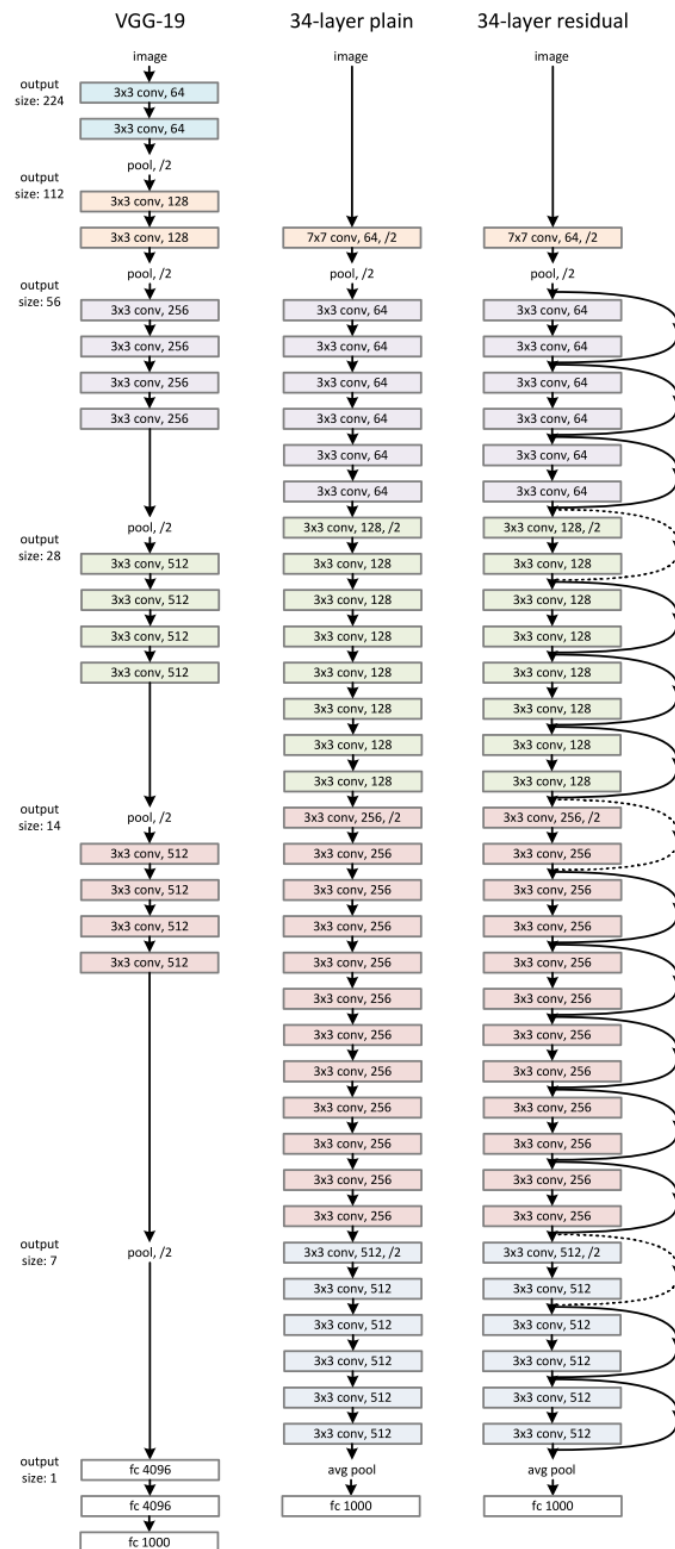 VGG-19
34-layer plain
34-layer residual
output
size: 224
image
3x3 conv, 64
3x3 conv, 64
pool, /2
output
size: 112
3x3 conv, 128
3x3 conv, 128
pool, /2
output
size: 56
3x3 conv, 256
3x3 conv, 256
3x3 conv, 256
3x3 conv, 256
pool, /2
output
size: 28
3x3 conv, 512
3x3 conv, 512
3x3 conv, 512
3x3 conv, 512
pool, /2
output
size: 14
3x3 conv, 512
3x3 conv, 512
3x3 conv, 512
3x3 conv, 512
pool, /2
output
size: 7
output
size: 1
fc 4096
fc 4096
fc 1000
image
7x7 conv, 64, /2
pool, /2
3x3 conv, 64
3x3 conv, 64
3x3 conv, 64
3x3 conv, 64
3x3 conv, 64
3x3 conv, 64
3x3 conv, 128, /2
3x3 conv, 128
3x3 conv, 128
3x3 conv, 128
3x3 conv, 128
3x3 conv, 128
3x3 conv, 128
3x3 conv, 128
3x3 conv, 256, /2
3x3 conv, 256
3x3 conv, 256
3x3 conv, 256
3x3 conv, 256
3x3 conv, 256
3x3 conv, 256
3x3 conv, 256
3x3 conv, 256
3x3 conv, 256
3x3 conv, 256
3x3 conv, 256
3x3 conv, 512, /2
3x3 conv, 512
3x3 conv, 512
3x3 conv, 512
3x3 conv, 512
3x3 conv, 512
avg pool
fc 1000
image
7x7 conv, 64, /2
pool, /2
3x3 conv, 64
3x3 conv, 64
3x3 conv, 64
3x3 conv, 64
3x3 conv, 64
3x3 conv, 64
3x3 conv, 128, /2
3x3 conv, 128
3x3 conv, 128
3x3 conv, 128
3x3 conv, 128
3x3 conv, 128
3x3 conv, 128
3x3 conv, 128
3x3 conv, 256, /2
3x3 conv, 256
3x3 conv, 256
3x3 conv, 256
3x3 conv, 256
3x3 conv, 256
3x3 conv, 256
3x3 conv, 256
3x3 conv, 256
3x3 conv, 256
3x3 conv, 256
3x3 conv, 256
3x3 conv, 512, /2
3x3 conv, 512
3x3 conv, 512
3x3 conv, 512
3x3 conv, 512
3x3 conv, 512
avg pool
fc 1000